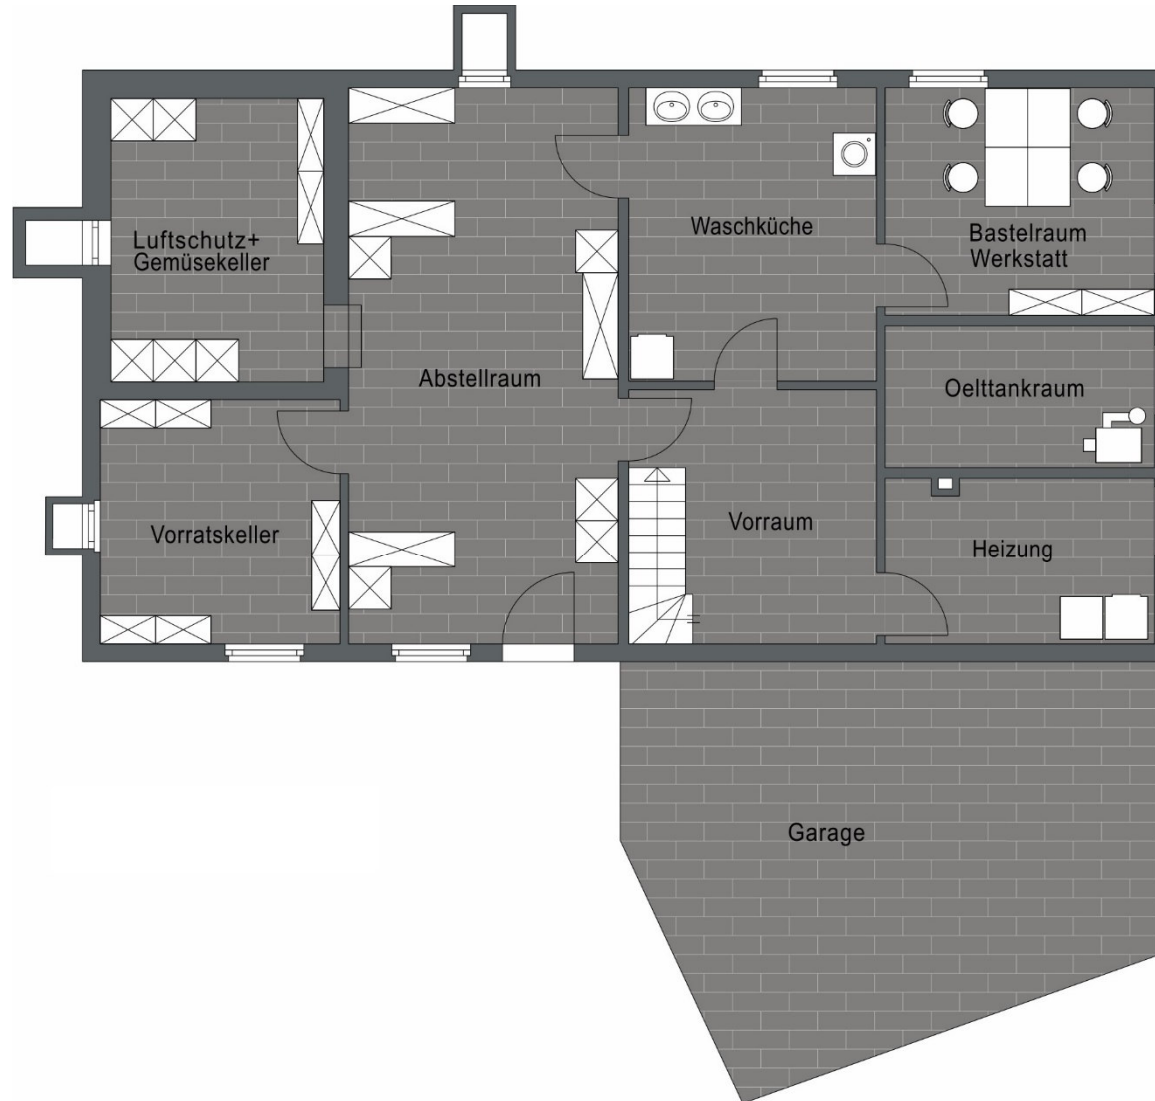 Luftschutz+
Gemüsekeller
Waschküche
Bastelraum
Werkstatt
Abstellraum
Oelttankraum
Vorratskeller
Vorraum
Heizung
Garage